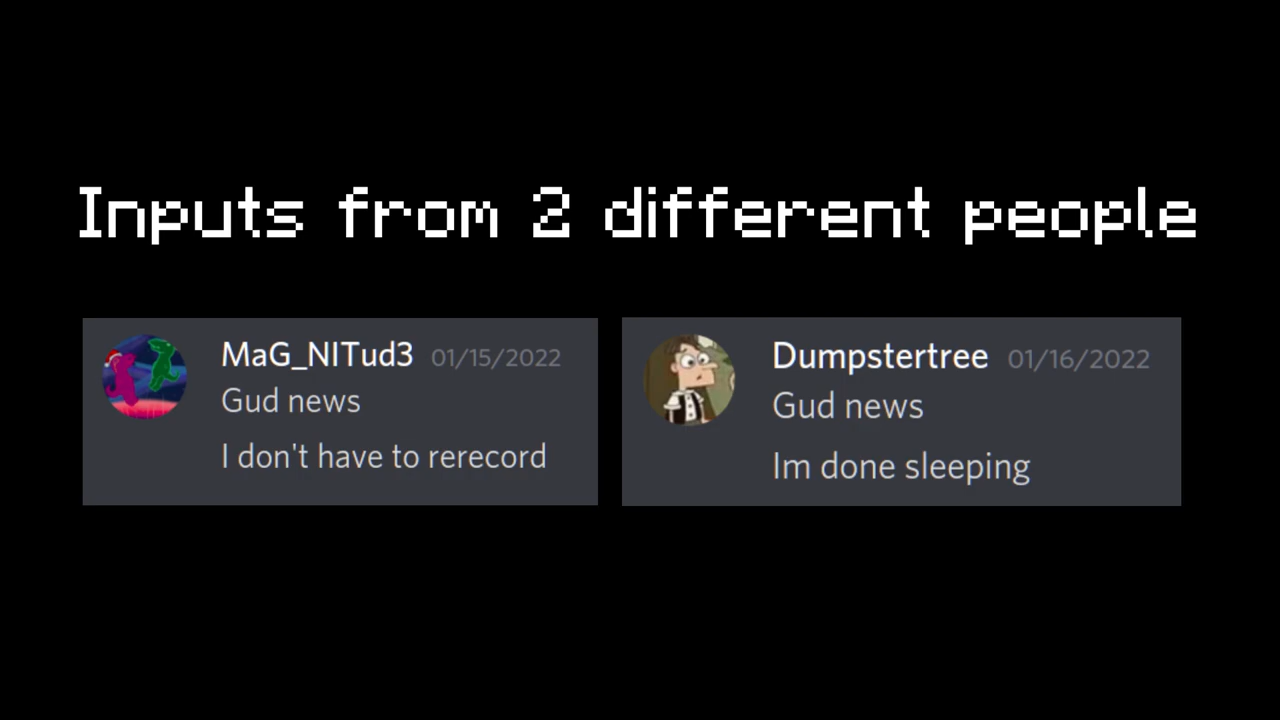 Inputs from 2 different people
MaG_NITud3 01/15/2022
Gud news
I don't have to rerecord
Dumpstertree 01/16/2022
Gud news
Im done sleeping